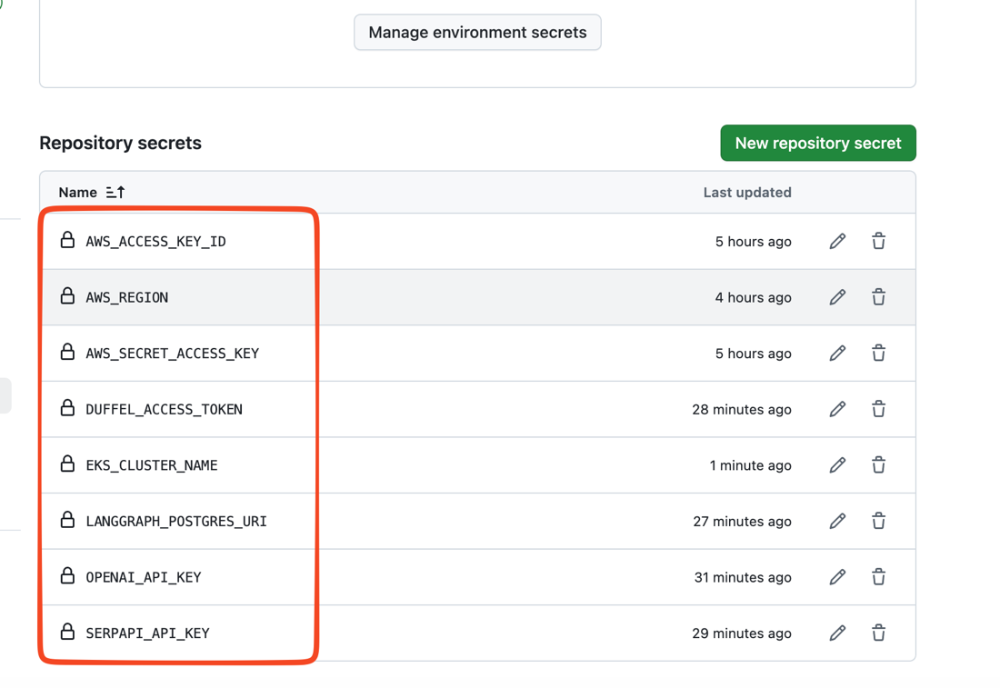 Manage environment secrets
Repository secrets
New repository secret
Name
Last updated
AWS_ACCESS_KEY_ID
5 hours ago
AWS_REGION
4 hours ago
AWS_SECRET_ACCESS_KEY
5 hours ago
DUFFEL_ACCESS_TOKEN
28 minutes ago
EKS_CLUSTER_NAME
1 minute ago
LANGGRAPH_POSTGRES_URI
27 minutes ago
OPENAI_API_KEY
31 minutes ago
SERPAPI_API_KEY
29 minutes ago